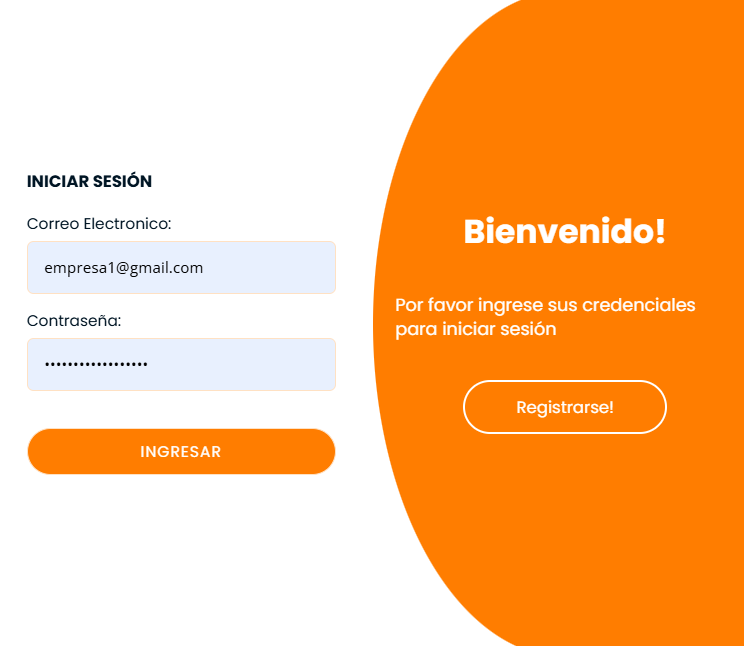 INICIAR SESIÓN
Correo Electronico:
empresa1@gmail.com
Contraseña:
••••••••••••••••••
INGRESAR
Bienvenido!
Por favor ingrese sus credenciales
para iniciar sesión
Registrarse!